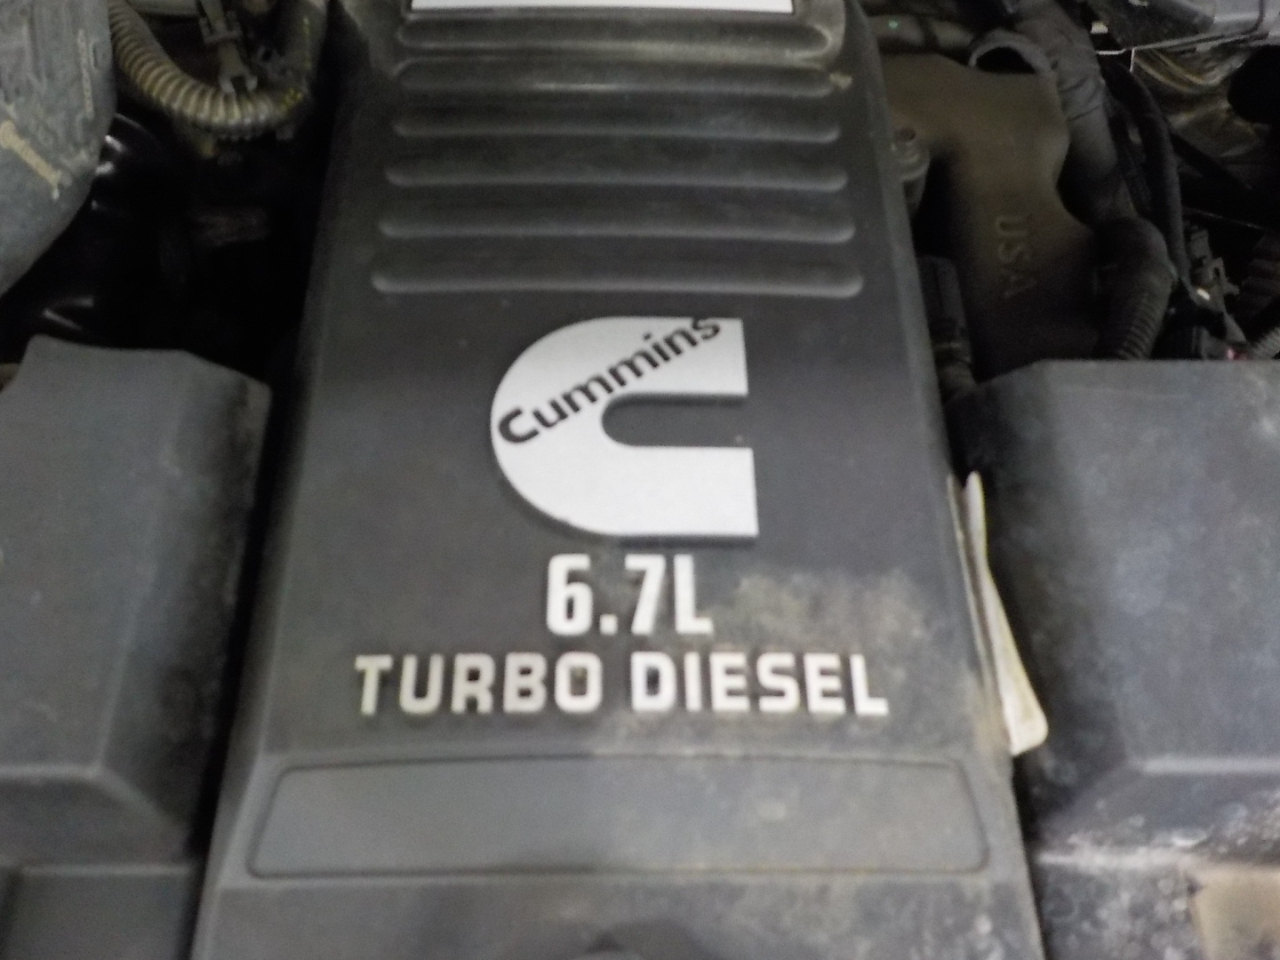 USA
Cummins
6.7L
TURBO DIESEL